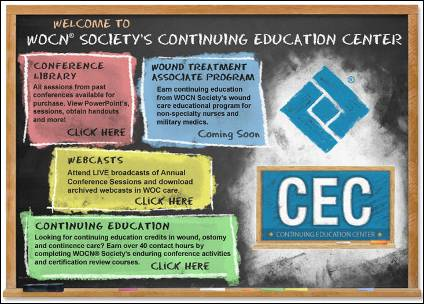 WELCOME TO
WOCN® SOCIETY'S CONTINUING EDUCATION CENTER
CONFERENCE
LIBRARY
All sessions from past
conferences available for
purchase. View PowerPoint's,
sessions, obtain handouts
and more!
CLICK HERE
WOUND TREATMENT
ASSOCIATE PROGRAM
Earn continuing education
from WOCN Society's wound
care educational program for
non-specialty nurses and
military medics.
Coming Soon
®
WEBCASTS
Attend LIVE broadcasts of Annual
Conference Sessions and download
archived webcasts in WOC care.
CLICK HERE
CONTINUING EDUCATION
Looking for continuing education credits in wound, ostomy
and continence care? Earn over 40 contact hours by
completing WOCN® Society's enduring conference activities
and certification review courses.
CLICK HERE
CEC
CONTINUING EDUCATION CENTER